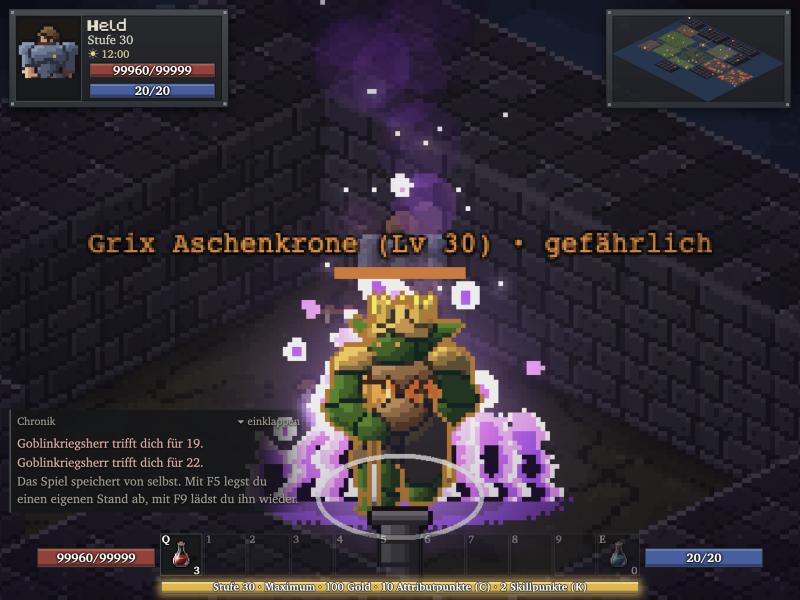 Held
Stufe 30
12:00
99960/99999
20/20
Grix Aschenkrone (Lv 30) · gefährlich
Chronik
einklappen
Goblinkriegsherr trifft dich für 19.
Goblinkriegsherr trifft dich für 22.
Das Spiel speichert von selbst. Mit F5 legst du
einen eigenen Stand ab, mit F9 lädst du ihn wieder.
Q 1 2 3 4 5 6 7 8 9 E
3 0
99960/99999
20/20
Stufe 30 · Maximum · 100 Gold · 10 Attributpunkte (C) · 2 Skillpunkte (K)